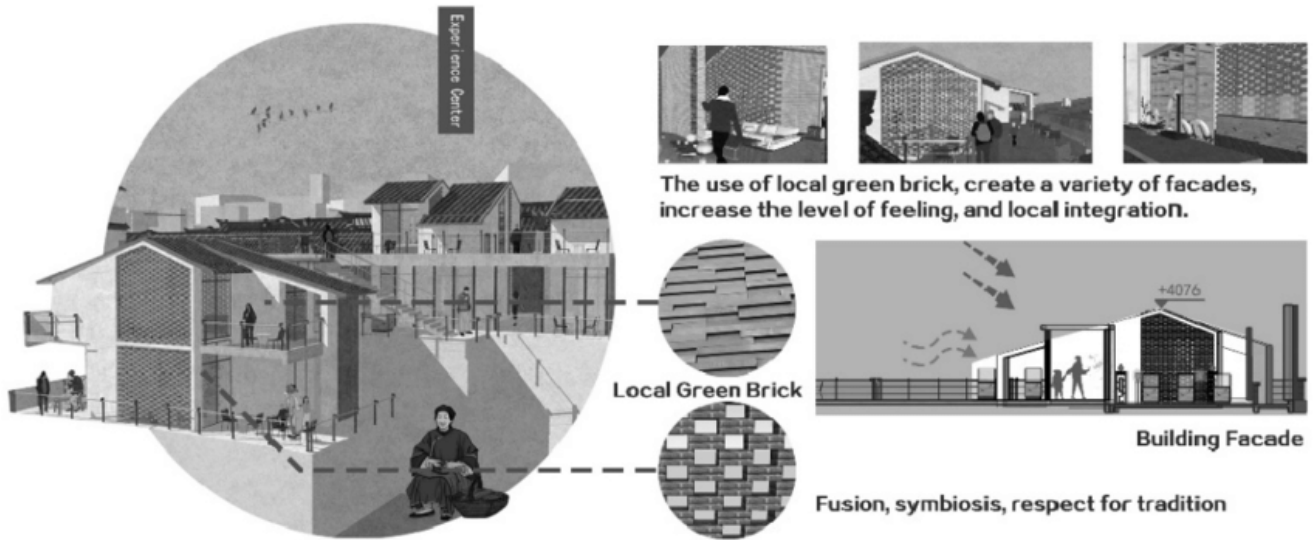 Experience Center
The use of local green brick, create a variety of facades,
increase the level of feeling, and local integration.
+4076
Local Green Brick
Building Facade
Fusion, symbiosis, respect for tradition